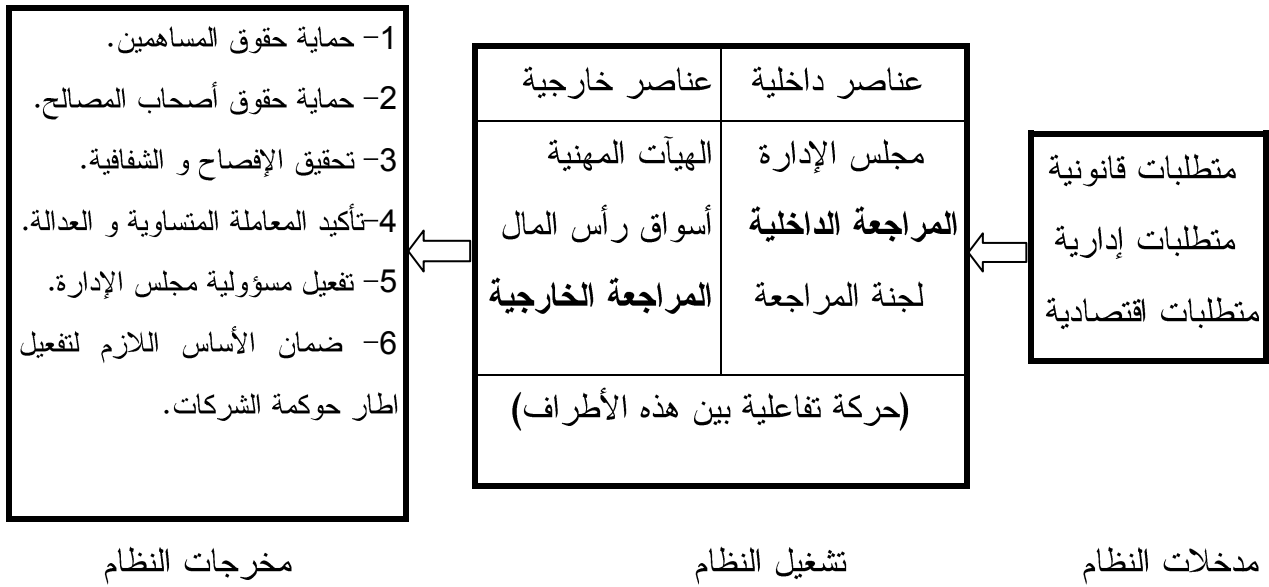 متطلبات قانونية
متطلبات إدارية
متطلبات اقتصادية
مدخلات النظام
عناصر داخلية
مجلس الإدارة
المراجعة الداخلية
لجنة المراجعة
عناصر خارجية
الهيآت المهنية
أسواق رأس المال
المراجعة الخارجية
(حركة تفاعلية بين هذه الأطراف)
تشغيل النظام
1- حماية حقوق المساهمين.
2- حماية حقوق أصحاب المصالح.
3- تحقيق الإفصاح و الشفافية.
4-تأكيد المعاملة المتساوية و العدالة.
5- تفعيل مسؤولية مجلس الإدارة.
6- ضمان الأساس اللازم لتفعيل
اطار حوكمة الشركات.
مخرجات النظام